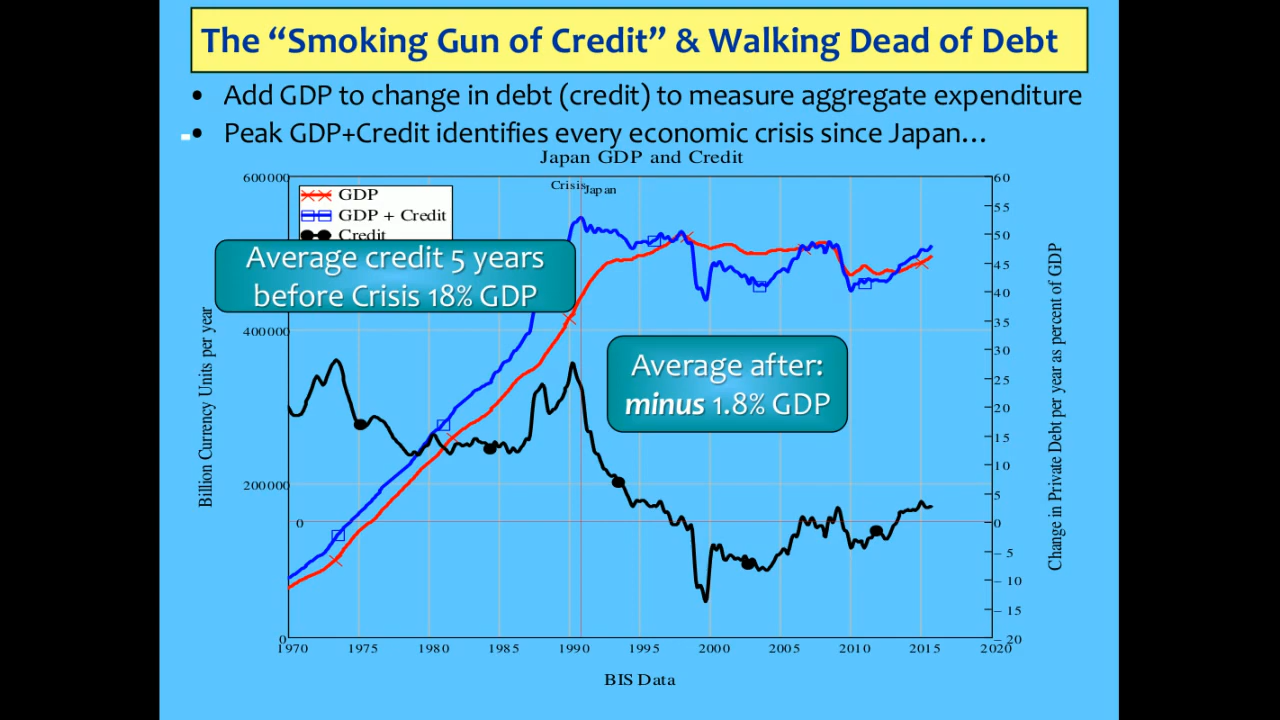 The “Smoking Gun of Credit” & Walking Dead of Debt
• Add GDP to change in debt (credit) to measure aggregate expenditure
• Peak GDP+Credit identifies every economic crisis since Japan…
Japan GDP and Credit
600000
60
Crisis
Japan
GDP
GDP + Credit
Credit
Average credit 5 years
before Crisis 18% GDP
Average after:
minus 1.8% GDP
400000
200000
0
0
55
50
45
40
35
30
25
20
15
10
5
0
– 5
– 10
– 15
– 20
Billion Currency Units per year
Change in Private Debt per year as percent of GDP
1970
1975
1980
1985
1990
1995
2000
2005
2010
2015
2020
BIS Data